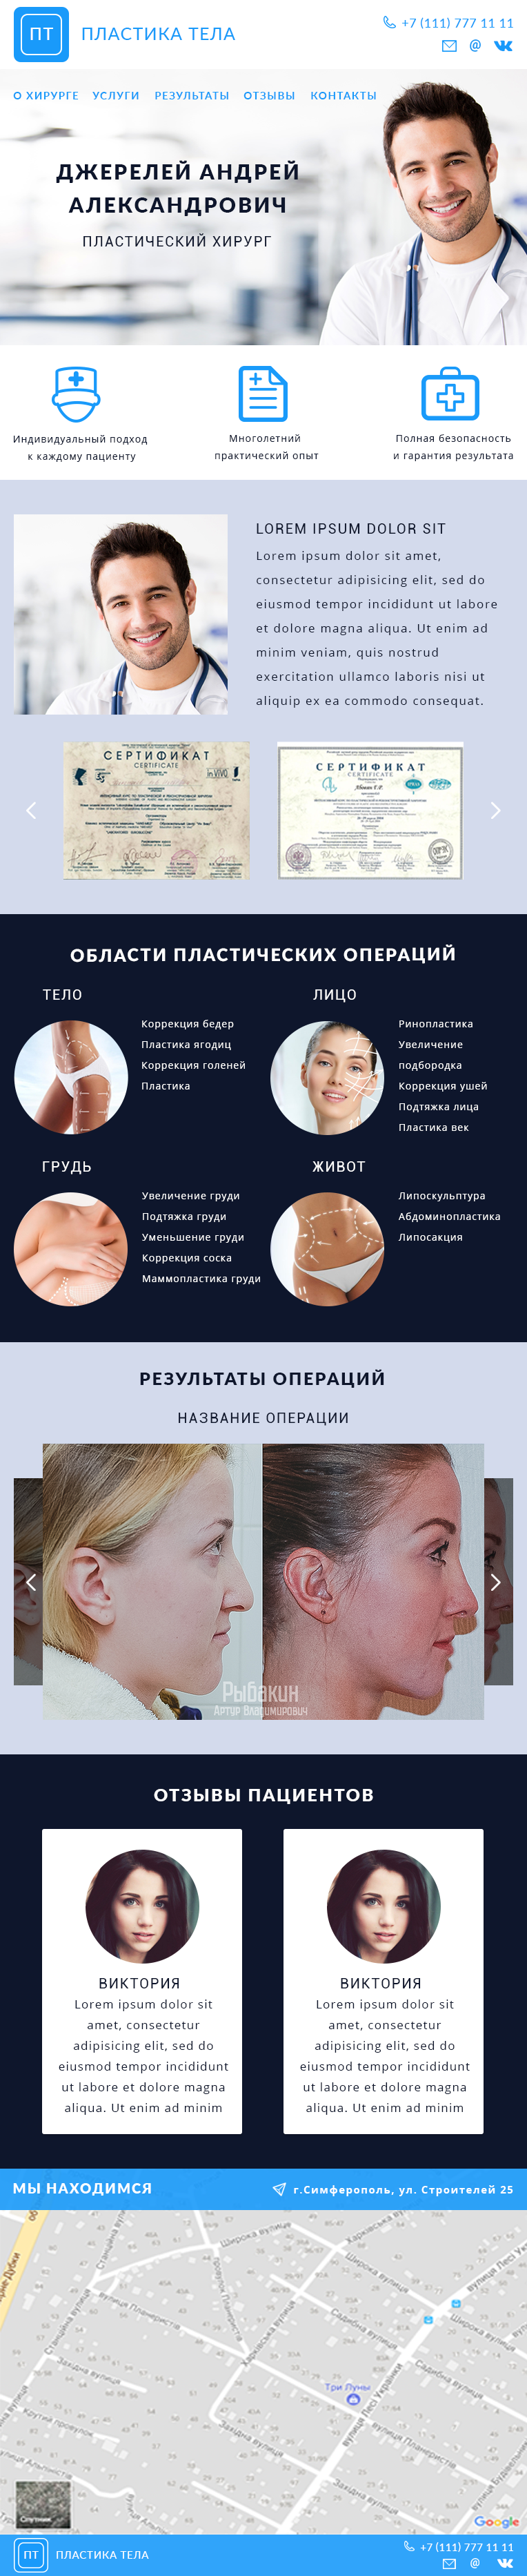 ПТ
ПЛАСТИКА ТЕЛА
+7 (111) 777 11 11
О ХИРУРГЕ УСЛУГИ РЕЗУЛЬТАТЫ ОТЗЫВЫ КОНТАКТЫ
ДЖЕРЕЛЕЙ АНДРЕЙ
АЛЕКСАНДРОВИЧ
ПЛАСТИЧЕСКИЙ ХИРУРГ
Индивидуальный подход
к каждому пациенту
Многолетний
практический опыт
Полная безопасность
и гарантия результата
LOREM IPSUM DOLOR SIT
Lorem ipsum dolor sit amet,
consectetur adipisicing elit, sed do
eiusmod tempor incididunt ut labore
et dolore magna aliqua. Ut enim ad
minim veniam, quis nostrud
exercitation ullamco laboris nisi ut
aliquip ex ea commodo consequat.
СЕРТИФИКАТ
CERTIFICATE
СЕРТИФИКАТ
CERTIFICATE
ОБЛАСТИ ПЛАСТИЧЕСКИХ ОПЕРАЦИЙ
ТЕЛО
Коррекция бедер
Пластика ягодиц
Коррекция голеней
Пластика
ЛИЦО
Ринопластика
Увеличение
подбородка
Коррекция ушей
Подтяжка лица
Пластика век
ГРУДЬ
Увеличение груди
Подтяжка груди
Уменьшение груди
Коррекция соска
Маммопластика груди
ЖИВОТ
Липоскульптура
Абдоминопластика
Липосакция
РЕЗУЛЬТАТЫ ОПЕРАЦИЙ
НАЗВАНИЕ ОПЕРАЦИИ
Рыбакин
Артур Владимирович
ОТЗЫВЫ ПАЦИЕНТОВ
ВИКТОРИЯ
Lorem ipsum dolor sit
amet, consectetur
adipisicing elit, sed do
eiusmod tempor incididunt
ut labore et dolore magna
aliqua. Ut enim ad minim
ВИКТОРИЯ
Lorem ipsum dolor sit
amet, consectetur
adipisicing elit, sed do
eiusmod tempor incididunt
ut labore et dolore magna
aliqua. Ut enim ad minim
МЫ НАХОДИМСЯ
г.Симферополь, ул. Строителей 25
Три Луны
Спутник
Google
ПТ
ПЛАСТИКА ТЕЛА
+7 (111) 777 11 11